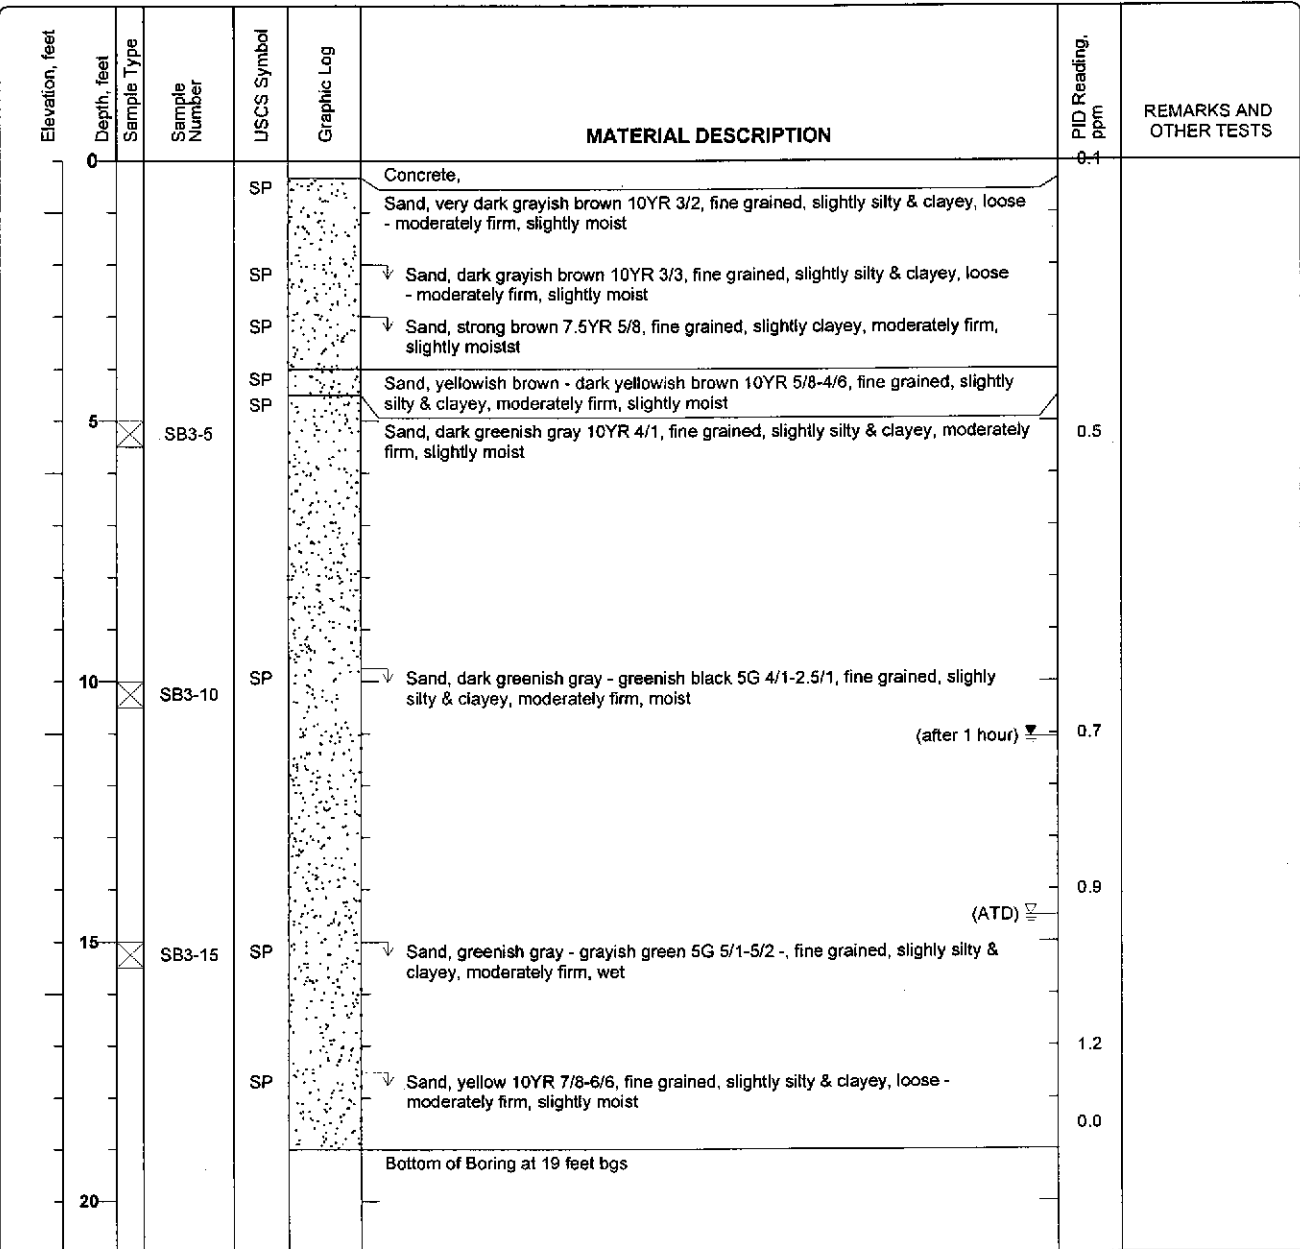 Elevation, feet
Depth, feet
Sample Type
Sample
Number
USCS Symbol
Graphic Log
MATERIAL DESCRIPTION
PID Reading,
ppm
REMARKS AND
OTHER TESTS
0
0.1
Concrete,
SP
Sand, very dark grayish brown 10YR 3/2, fine grained, slightly silty & clayey, loose
- moderately firm, slightly moist
SP
Sand, dark grayish brown 10YR 3/3, fine grained, slightly silty & clayey, loose
- moderately firm, slightly moist
SP
Sand, strong brown 7.5YR 5/8, fine grained, slightly clayey, moderately firm,
slightly moistst
SP
Sand, yellowish brown - dark yellowish brown 10YR 5/8-4/6, fine grained, slightly
silty & clayey, moderately firm, slightly moist
SP
5
SB3-5
Sand, dark greenish gray 10YR 4/1, fine grained, slightly silty & clayey, moderately
firm, slightly moist
0.5
10
SB3-10
SP
Sand, dark greenish gray - greenish black 5G 4/1-2.5/1, fine grained, slighly
silty & clayey, moderately firm, moist
(after 1 hour)
0.7
0.9
(ATD)
15
SB3-15
SP
Sand, greenish gray - grayish green 5G 5/1-5/2 -, fine grained, slighly silty &
clayey, moderately firm, wet
1.2
SP
Sand, yellow 10YR 7/8-6/6, fine grained, slightly silty & clayey, loose -
moderately firm, slightly moist
0.0
Bottom of Boring at 19 feet bgs
20